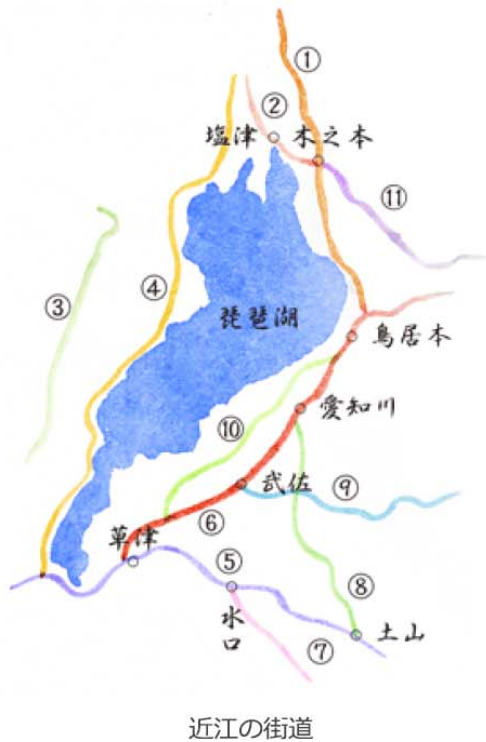 ①
②
塩津
木之本
⑪
③
④
琵琶湖
鳥居本
愛知川
⑩
武佐
⑨
⑥
草津
⑤
⑧
水口
土山
⑦
近江の街道